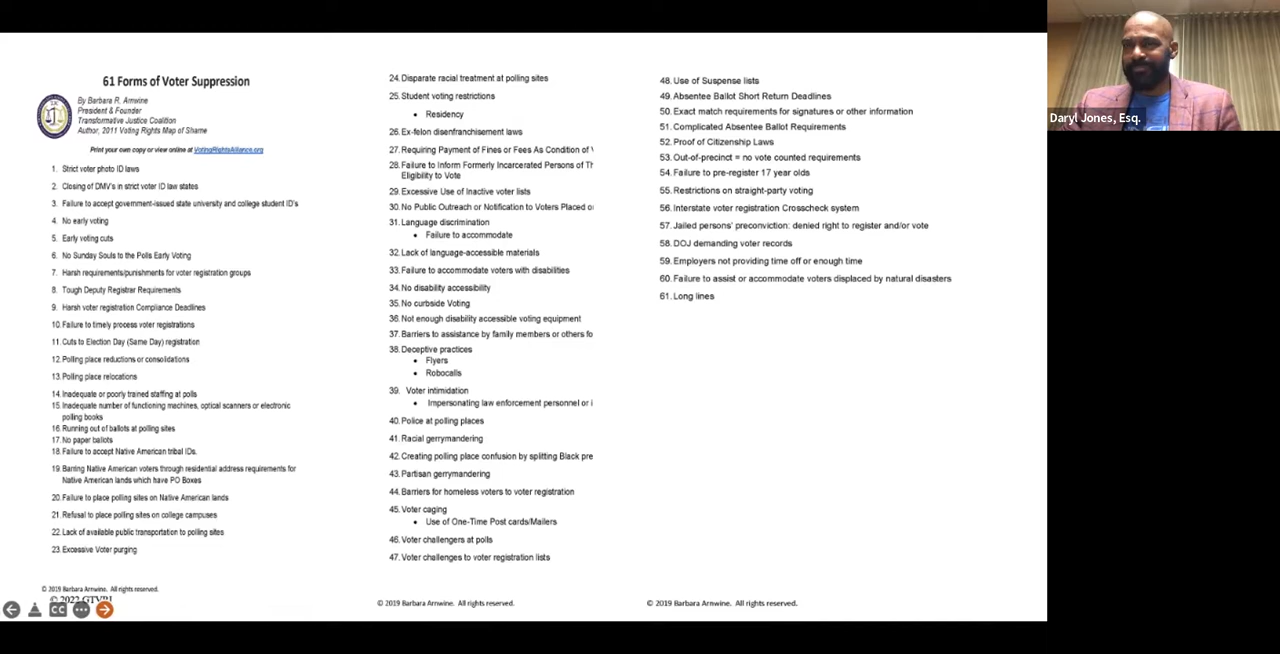 61 Forms of Voter Suppression
By Barbara R. Arnwine
President & Founder
Transformative Justice Coalition
Author, 2011 Voting Rights Map of Shame
Print your own copy or view online at VotingRightsAlliance.org
1. Strict voter photo ID laws
2. Closing of DMV's in strict voter ID law states
3. Failure to accept government-issued state university and college student ID's
4. No early voting
5. Early voting cuts
6. No Sunday Souls to the Polls Early Voting
7. Harsh requirements/punishments for voter registration groups
8. Tough Deputy Registrar Requirements
9. Harsh voter registration Compliance Deadlines
10. Failure to timely process voter registrations
11. Cuts to Election Day (Same Day) registration
12. Polling place reductions or consolidations
13. Polling place relocations
14. Inadequate or poorly trained staffing at polls
15. Inadequate number of functioning machines, optical scanners or electronic
polling books
16. Running out of ballots at polling sites
17. No paper ballots
18. Failure to accept Native American tribal IDs.
19. Barring Native American voters through residential address requirements for
Native American lands which have PO Boxes
20. Failure to place polling sites on Native American lands
21. Refusal to place polling sites on college campuses
22. Lack of available public transportation to polling sites
23. Excessive Voter purging
© 2019 Barbara Arnwine. All rights reserved.
© 2022 GTVRI
CC
24. Disparate racial treatment at polling sites
25. Student voting restrictions
• Residency
26. Ex-felon disenfranchisement laws
27. Requiring Payment of Fines or Fees As Condition of
28. Failure to Inform Formerly Incarcerated Persons of Th
Eligibility to Vote
29. Excessive Use of Inactive voter lists
30. No Public Outreach or Notification to Voters Placed o
31. Language discrimination
• Failure to accommodate
32. Lack of language-accessible materials
33. Failure to accommodate voters with disabilities
34. No disability accessibility
35. No curbside Voting
36. Not enough disability accessible voting equipment
37. Barriers to assistance by family members or others fo
38. Deceptive practices
• Flyers
• Robocalls
39. Voter intimidation
• Impersonating law enforcement personnel or i
40. Police at polling places
41. Racial gerrymandering
42. Creating polling place confusion by splitting Black pre
43. Partisan gerrymandering
44. Barriers for homeless voters to voter registration
45. Voter caging
• Use of One-Time Post cards/Mailers
46. Voter challengers at polls
47. Voter challenges to voter registration lists
© 2019 Barbara Arnwine. All rights reserved.
48. Use of Suspense lists
49. Absentee Ballot Short Return Deadlines
50. Exact match requirements for signatures or other information
51. Complicated Absentee Ballot Requirements
52. Proof of Citizenship Laws
53. Out-of-precinct = no vote counted requirements
54. Failure to pre-register 17 year olds
55. Restrictions on straight-party voting
56. Interstate voter registration Crosscheck system
57. Jailed persons' preconviction: denied right to register and/or vote
58. DOJ demanding voter records
59. Employers not providing time off or enough time
60. Failure to assist or accommodate voters displaced by natural disasters
61. Long lines
© 2019 Barbara Arnwine. All rights reserved.
Daryl Jones, Esq.